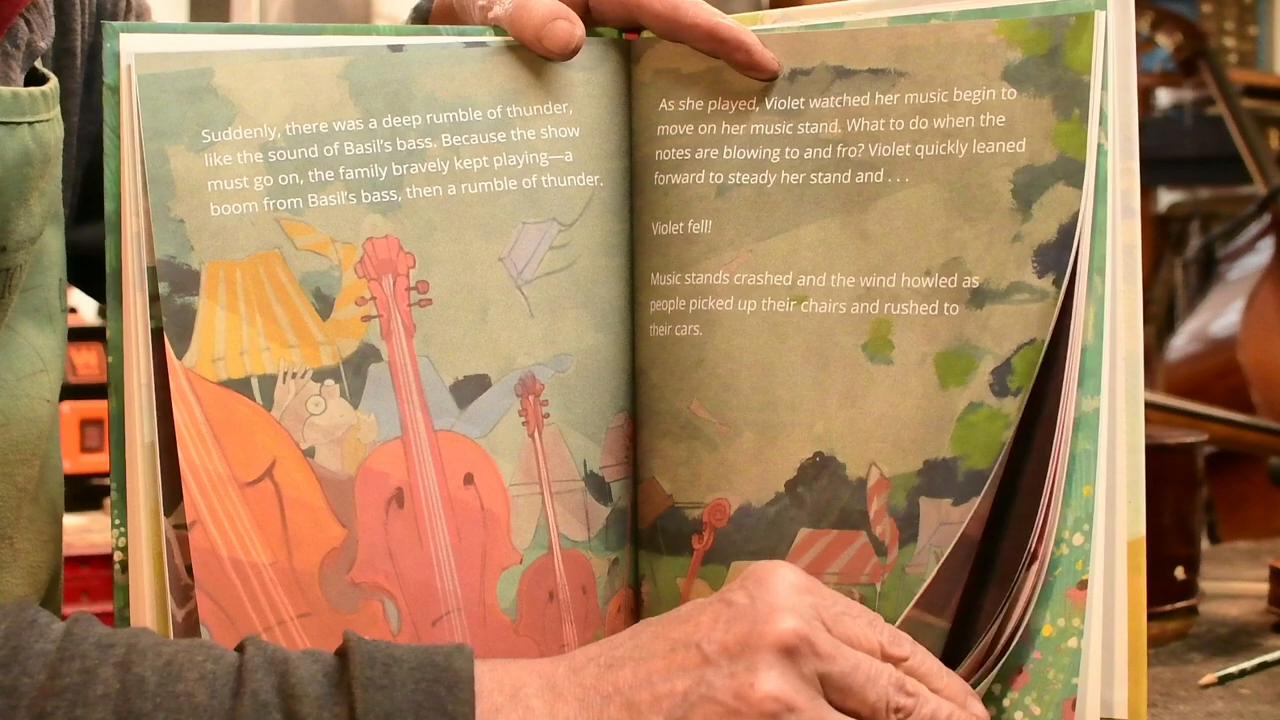 Suddenly, there was a deep rumble of thunder,
like the sound of Basil's bass. Because the show
must go on, the family bravely kept playing—a
boom from Basil's bass, then a rumble of thunder.
As she played, Violet watched her music begin to
move on her music stand. What to do when the
notes are blowing to and fro? Violet quickly leaned
forward to steady her stand and . . .
Violet fell!
Music stands crashed and the wind howled as
people picked up their chairs and rushed to
their cars.